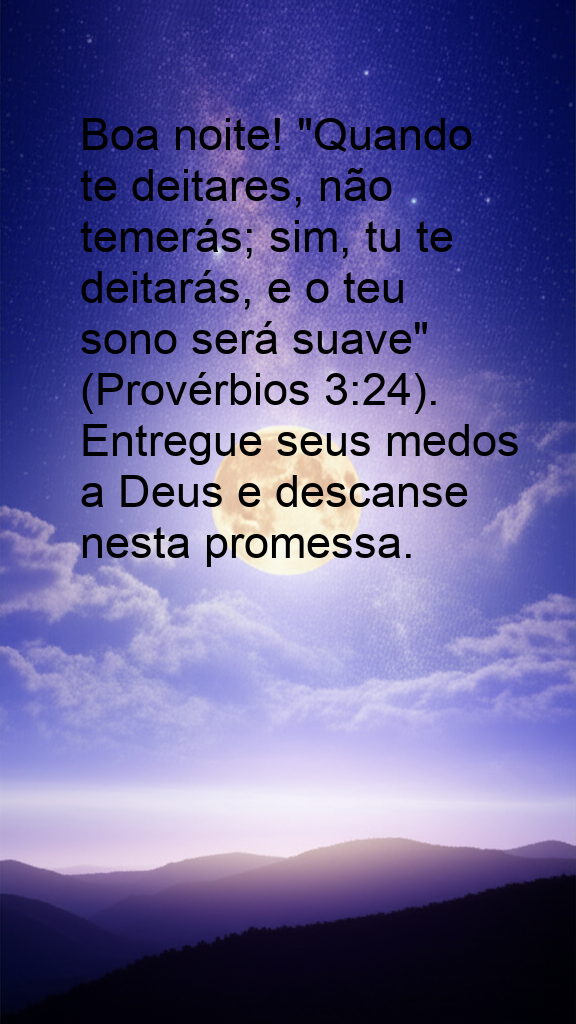 Boa noite! "Quando
te deitares, não
temerás; sim, tu te
deitarás, e o teu
sono será suave"
(Provérbios 3:24).
Entregue seus medos
a Deus e descanse
nesta promessa.